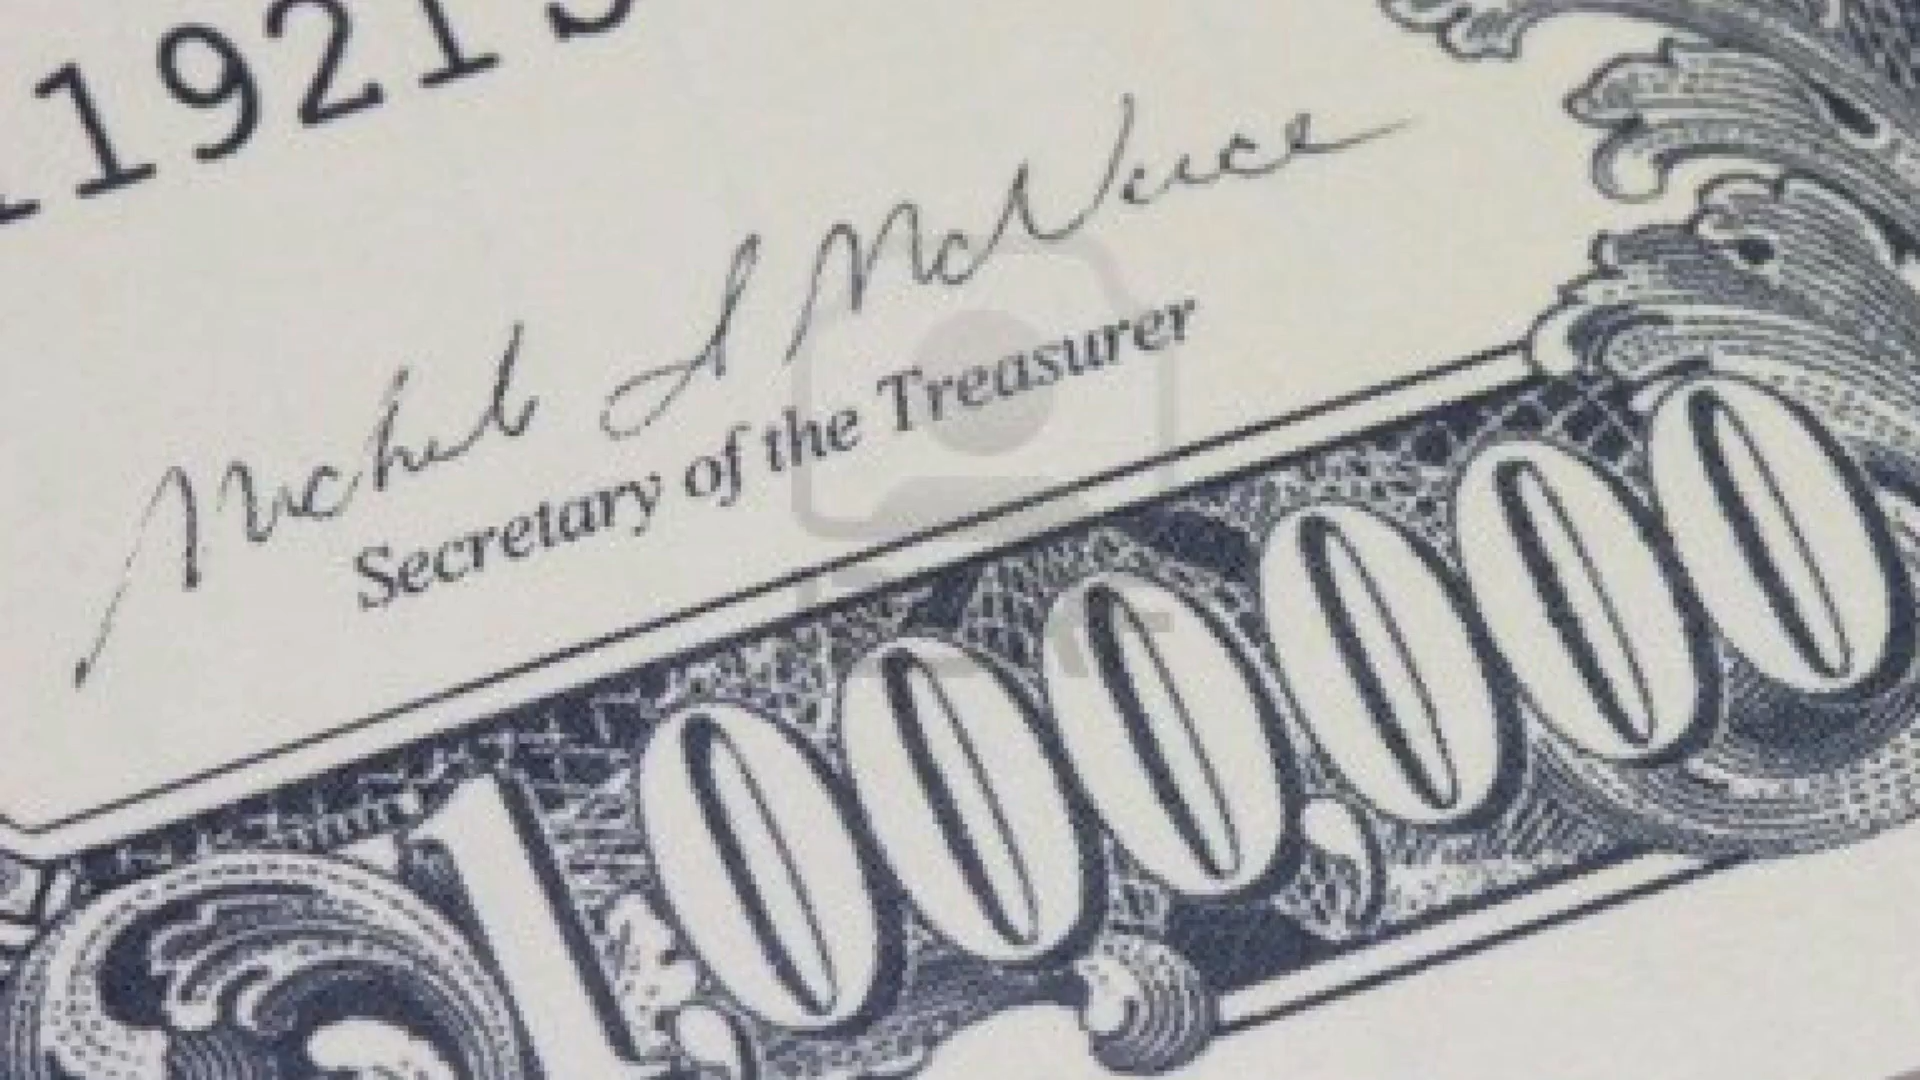 1921
Secretary of the Treasurer
1,000,000